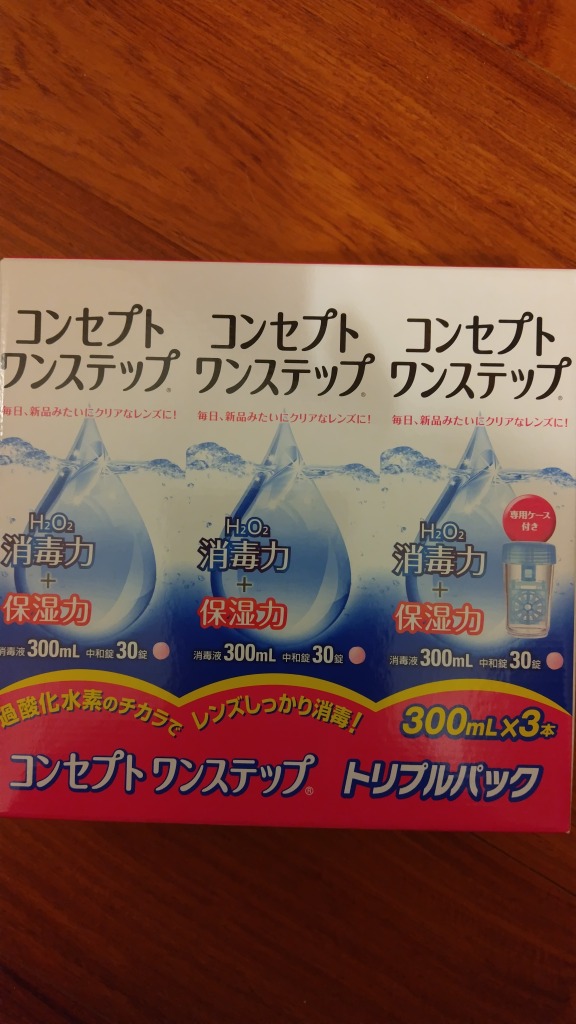 コンセプト
ワンステップ®
毎日、新品みたいにクリアなレンズに!
H₂O₂
消毒力
+
保湿力
消毒液 300mL 中和錠 30錠
コンセプト
ワンステップ®
毎日、新品みたいにクリアなレンズに!
H₂O₂
消毒力
+
保湿力
消毒液 300mL 中和錠 30錠
コンセプト
ワンステップ®
毎日、新品みたいにクリアなレンズに!
専用ケース
付き
H₂O₂
消毒力
+
保湿力
消毒液 300mL 中和錠 30錠
過酸化水素のチカラで レンズしっかり消毒!
300mL×3本
コンセプト ワンステップ® トリプルパック